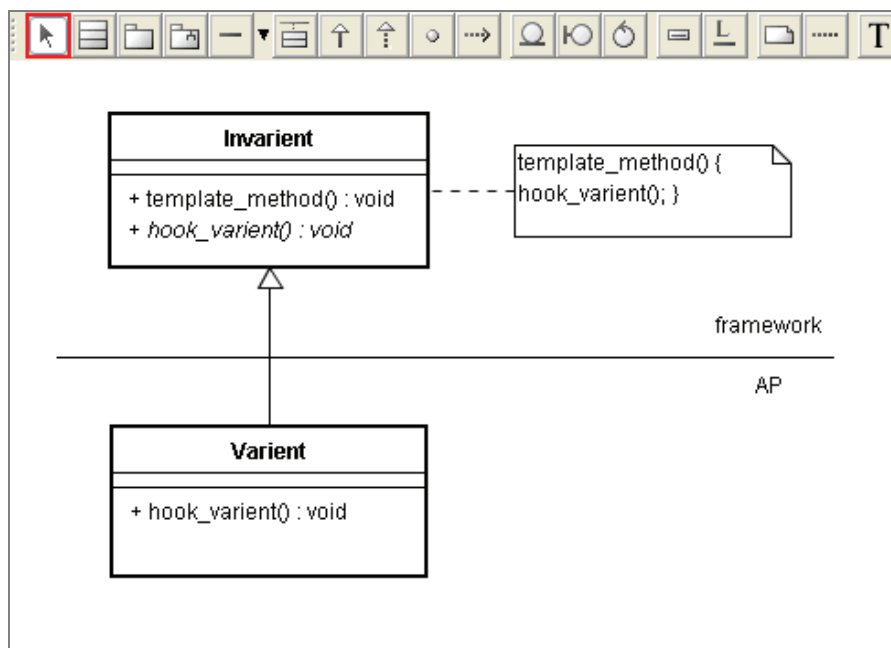 L
T
Invarient
+ template_method() : void
+ hook_varient() : void
template_method() {
hook_varient(); }
framework
AP
Varient
+ hook_varient() : void